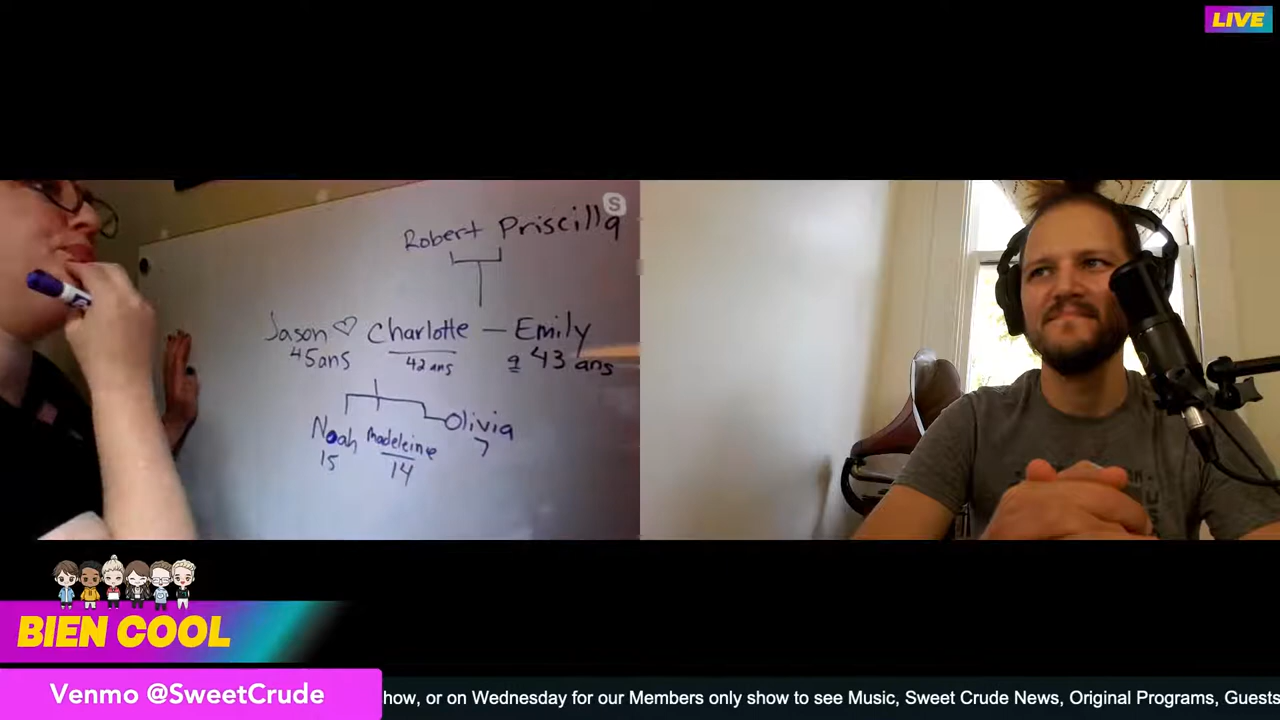 LIVE
S
Robert Priscilla
Jason ♡ Charlotte — Emily
45ans 42 ans a 43 ans
Noah Madeleine Olivia
15 14 7
BIEN COOL
Venmo @SweetCrude
how, or on Wednesday for our Members only show to see Music, Sweet Crude News, Original Programs, Guests